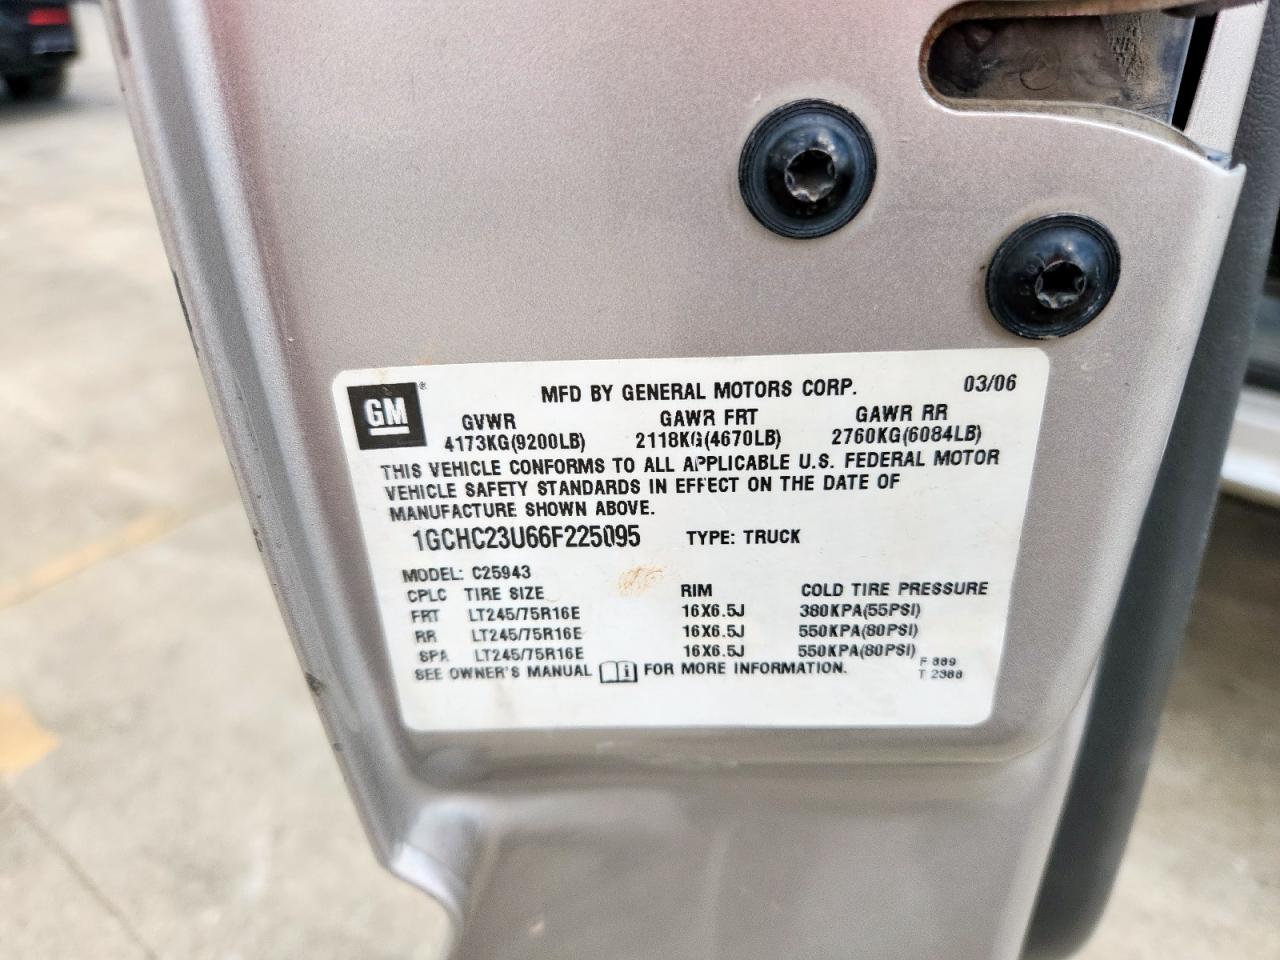 GM®
MFD BY GENERAL MOTORS CORP. 03/06
GVWR GAWR FRT GAWR RR
4173KG(9200LB) 2118KG(4670LB) 2760KG(6084LB)
THIS VEHICLE CONFORMS TO ALL APPLICABLE U.S. FEDERAL MOTOR
VEHICLE SAFETY STANDARDS IN EFFECT ON THE DATE OF
MANUFACTURE SHOWN ABOVE.
1GCHC23U66F225095 TYPE: TRUCK
MODEL: C25943
CPLC TIRE SIZE RIM COLD TIRE PRESSURE
FRT LT245/75R16E 16X6.5J 380KPA(55PSI)
RR LT245/75R16E 16X6.5J 550KPA(80PSI)
SPA LT245/75R16E 16X6.5J 550KPA(80PSI)
SEE OWNER'S MANUAL i FOR MORE INFORMATION.
F 889
T 2388